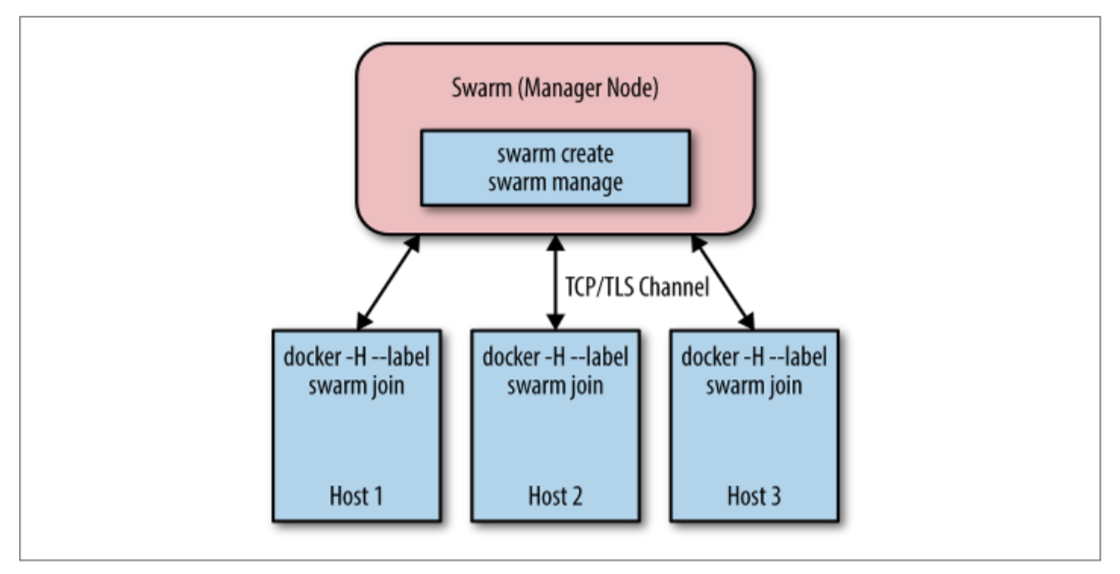 Swarm (Manager Node)
swarm create
swarm manage
TCP/TLS Channel
docker -H --label
swarm join
Host 1
docker -H --label
swarm join
Host 2
docker -H --label
swarm join
Host 3